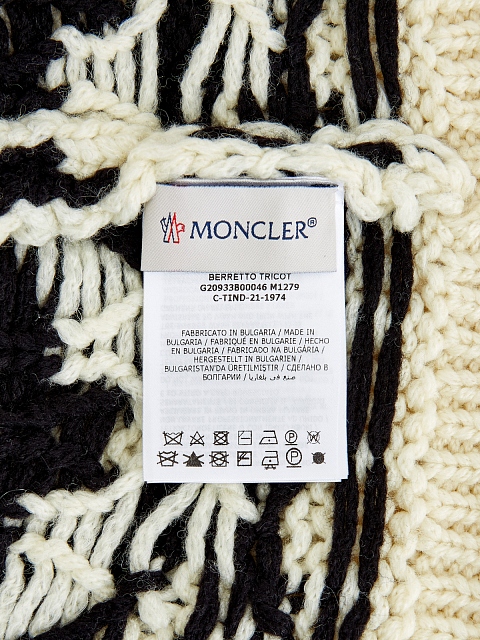 MONCLER®
BERRETTO TRICOT
G20933B00046 M1279
C-TIND-21-1974
FABBRICATO IN BULGARIA / MADE IN
BULGARIA / FABRIQUÉ EN BULGARIE / HECHO
EN BULGARIA / FABRICADO NA BULGÁRIA /
HERGESTELLT IN BULGARIEN /
BULGARISTAN'DA ÜRETILMIŞTIR / СДЕЛАНО В
БОЛГАРИИ / صنع في بلغاريا